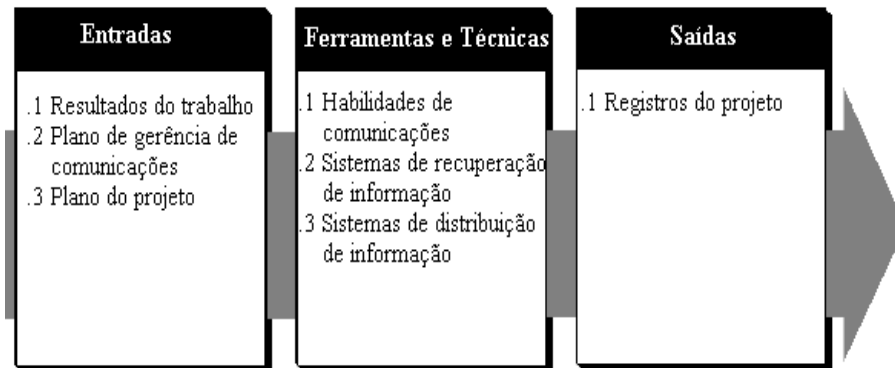 Entradas
.1 Resultados do trabalho
.2 Plano de gerência de
comunicações
.3 Plano do projeto
Ferramentas e Técnicas
.1 Habilidades de
comunicações
.2 Sistemas de recuperação
de informação
.3 Sistemas de distribuição
de informação
Saídas
.1 Registros do projeto